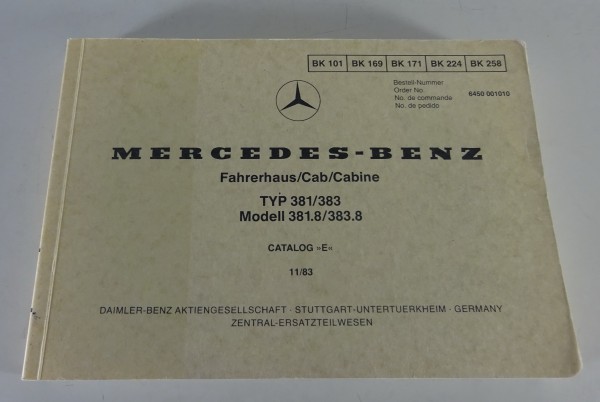 BK 101 BK 169 BK 171 BK 224 BK 258
Bestell-Nummer
Order No.
No. de commande
No. de pedido
6450 001010
MERCEDES-BENZ
Fahrerhaus/Cab/Cabine
TYP 381/383
Modell 381.8/383.8
CATALOG »E«
11/83
DAIMLER-BENZ AKTIENGESELLSCHAFT · STUTTGART-UNTERTUERKHEIM · GERMANY
ZENTRAL-ERSATZTEILWESEN